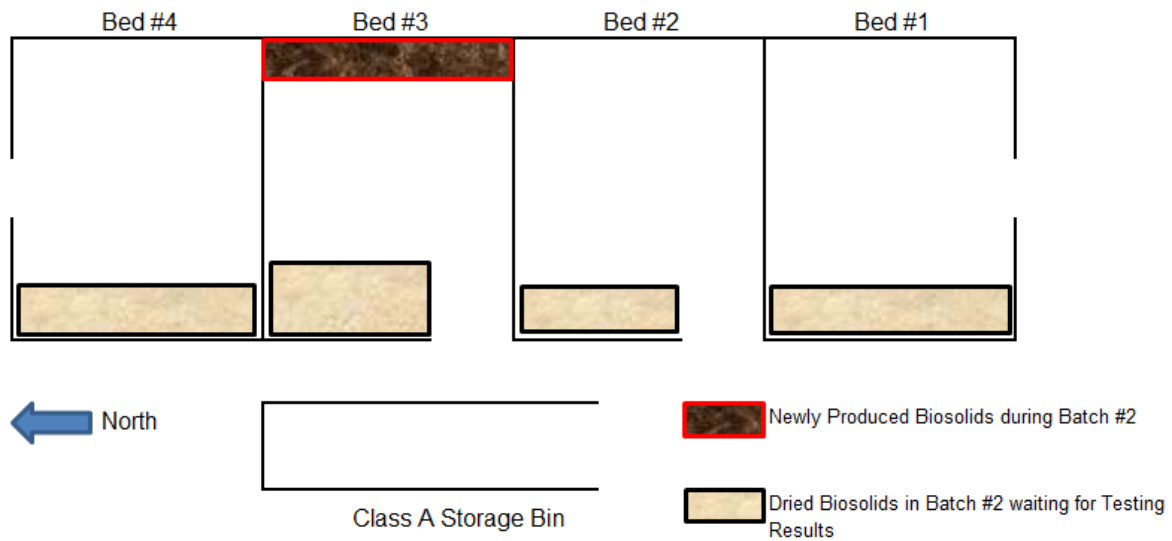 Bed #4 Bed #3 Bed #2 Bed #1
North
Class A Storage Bin
Newly Produced Biosolids during Batch #2
Dried Biosolids in Batch #2 waiting for Testing
Results